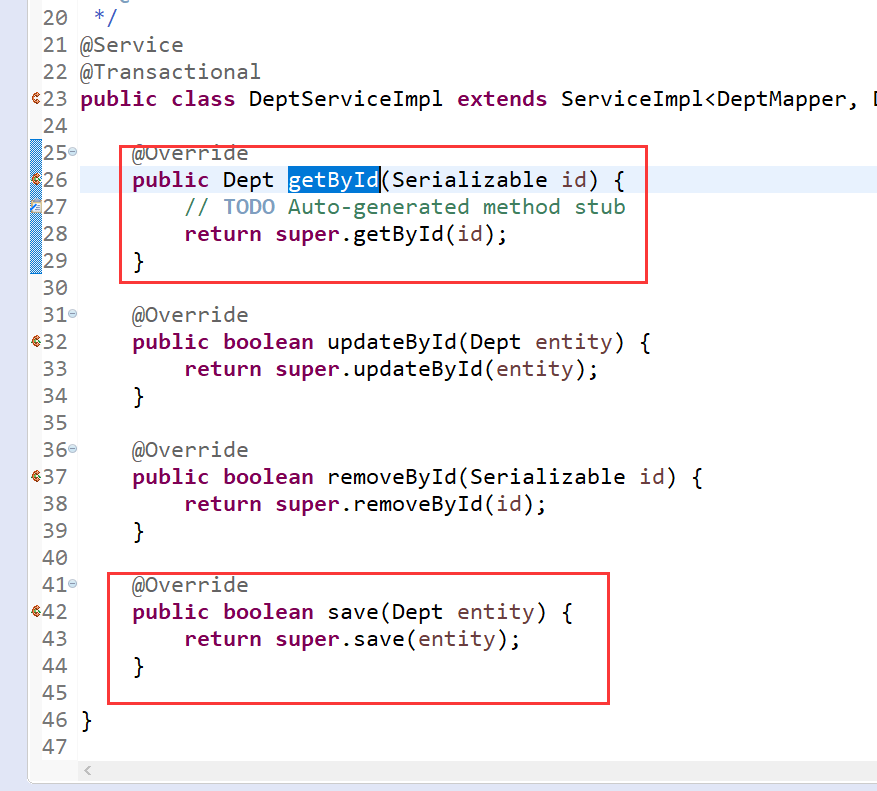 20 */
21 @Service
22 @Transactional
23 public class DeptServiceImpl extends ServiceImpl<DeptMapper,
24
25 @Override
26 public Dept getById(Serializable id) {
27 // TODO Auto-generated method stub
28 return super.getById(id);
29 }
30
31 @Override
32 public boolean updateById(Dept entity) {
33 return super.updateById(entity);
34 }
35
36 @Override
37 public boolean removeById(Serializable id) {
38 return super.removeById(id);
39 }
40
41 @Override
42 public boolean save(Dept entity) {
43 return super.save(entity);
44 }
45
46 }
47